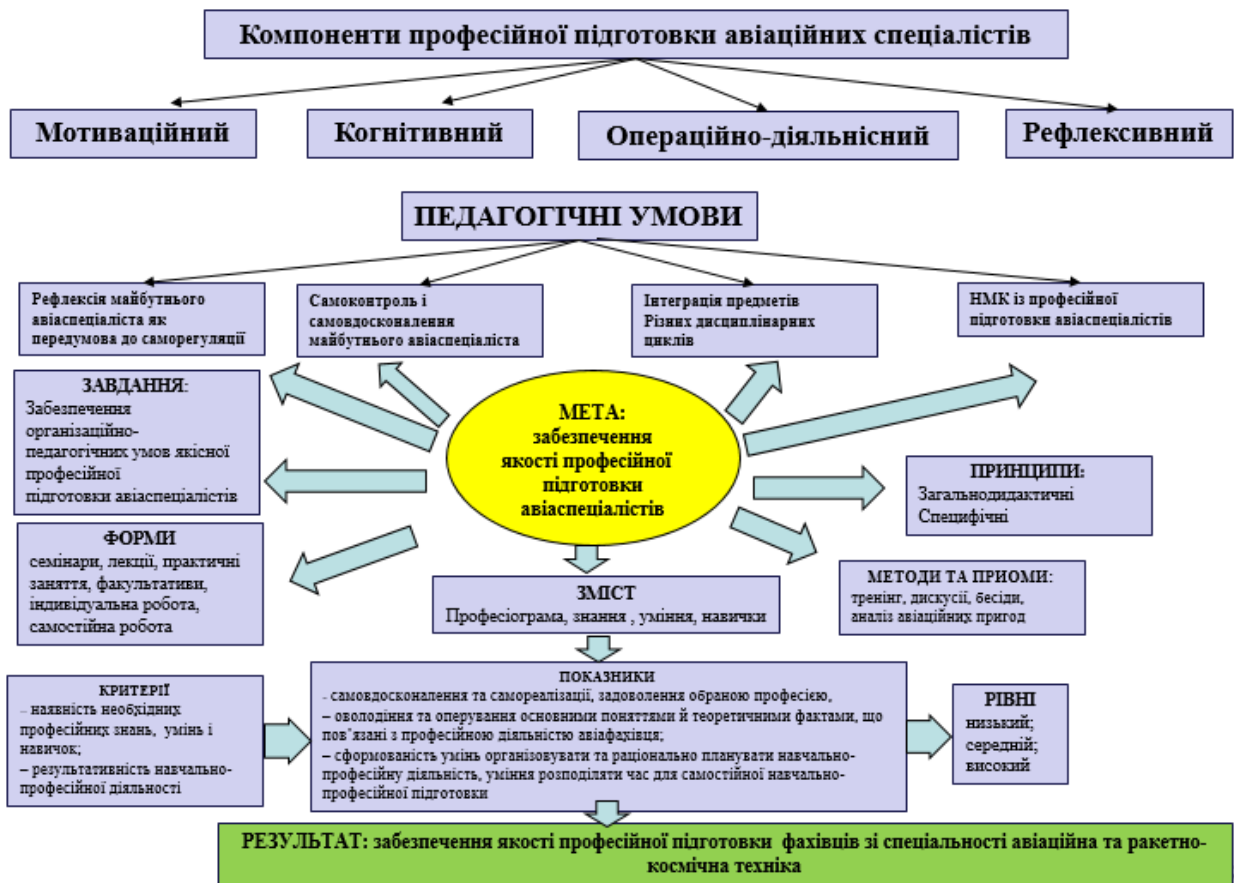 Компоненти професійної підготовки авіаційних спеціалістів
Мотиваційний
Когнітивний
Операційно-діяльнісний
Рефлексивний
ПЕДАГОГІЧНІ УМОВИ
Рефлексія майбутнього
авіаспеціаліста як
передумова до саморегуляції
Самоконтроль і
самовдосконалення
майбутнього авіаспеціаліста
Інтеграція предметів
Різних дисциплінарних
циклів
НМК із професійної
підготовки авіаспеціалістів
ЗАВДАННЯ:
Забезпечення
організаційно-
педагогічних умов якісної
професійної
підготовки авіаспеціалістів
МЕТА:
забезпечення
якості професійної
підготовки
авіаспеціалістів
ПРИНЦИПИ:
Загальнодидактичні
Специфічні
ФОРМИ
семінари, лекції, практичні
заняття, факультативи,
індивідуальна робота,
самостійна робота
ЗМІСТ
Професіограма, знання , уміння, навички
МЕТОДИ ТА ПРИОМИ:
тренінг, дискусії, бесіди,
аналіз авіаційних пригод
КРИТЕРІЇ
– наявність необхідних
професійних знань, умінь і
навичок;
– результативність навчально-
професійної діяльності
ПОКАЗНИКИ
- самовдосконалення та самореалізації, задоволення обраною професією,
– оволодіння та оперування основними поняттями й теоретичними фактами, що
пов'язані з професійною діяльністю авіафахівця;
– сформованість умінь організовувати та раціонально планувати навчально-
професійну діяльність, уміння розподіляти час для самостійної навчально-
професійної підготовки
РІВНІ
низький;
середній;
високий
РЕЗУЛЬТАТ: забезпечення якості професійної підготовки фахівців зі спеціальності авіаційна та ракетно-
космічна техніка